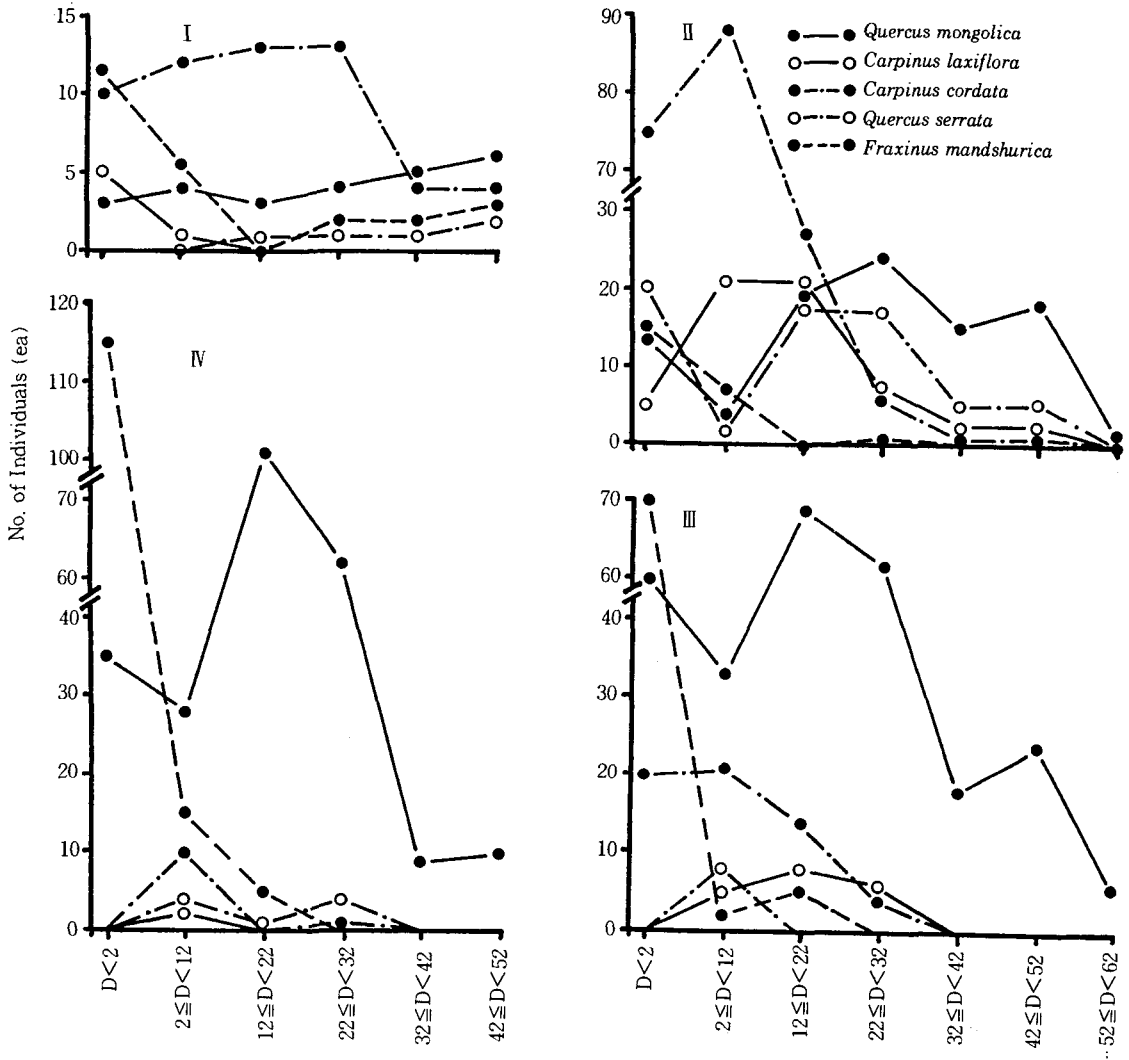 15
10
5
0
I
90
80
70
30
20
10
0
II
Quercus mongolica
Carpinus laxiflora
Carpinus cordata
Quercus serrata
Fraxinus mandshurica
No. of Individuals (ea)
120
110
100
70
60
40
30
20
10
0
IV
D<2
2≦D<12
12≦D<22
22≦D<32
32≦D<42
42≦D<52
70
60
40
30
20
10
0
III
D<2
2≦D<12
12≦D<22
22≦D<32
32≦D<42
42≦D<52
52≦D<62